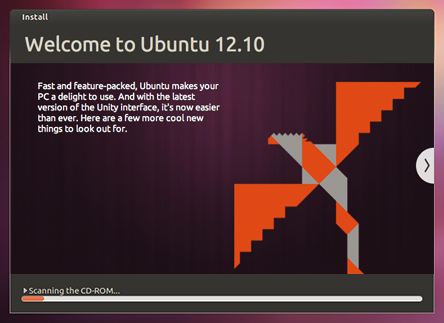 Install
Welcome to Ubuntu 12.10
Fast and feature-packed, Ubuntu makes your
PC a delight to use. And with the latest
version of the Unity interface, it's now easier
than ever. Here are a few more cool new
things to look out for.
Scanning the CD-ROM...